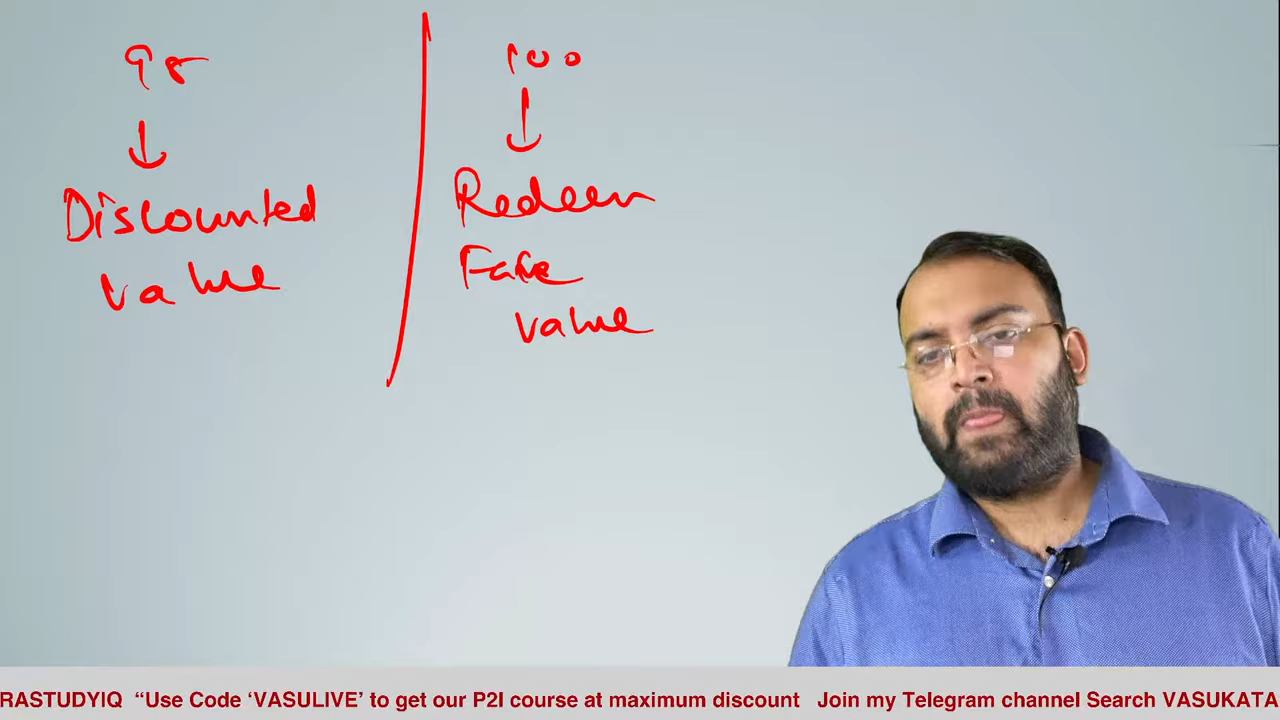 98
Discounted
value
100
Redeem
Face
value
RASTUDYIQ “Use Code ‘VASULIVE’ to get our P2I course at maximum discount Join my Telegram channel Search VASUKATA